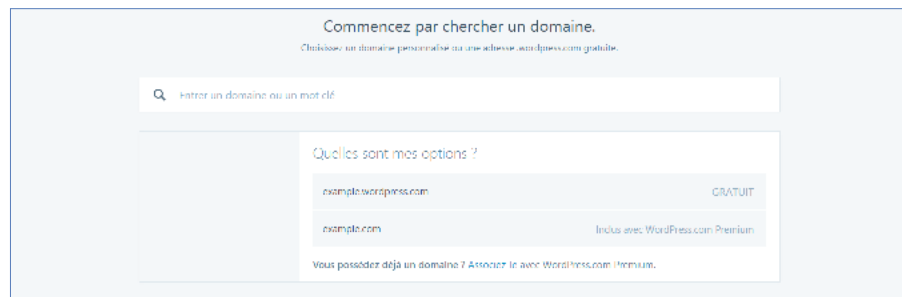 Commencez par chercher un domaine.
Choisissez un domaine personnalisé ou une adresse .wordpress.com gratuite.
Entrer un domaine ou un mot clé
Quelles sont mes options ?
example.wordpress.com GRATUIT
example.com Inclus avec WordPress.com Premium
Vous possédez déjà un domaine ? Associez-le avec WordPress.com Premium.